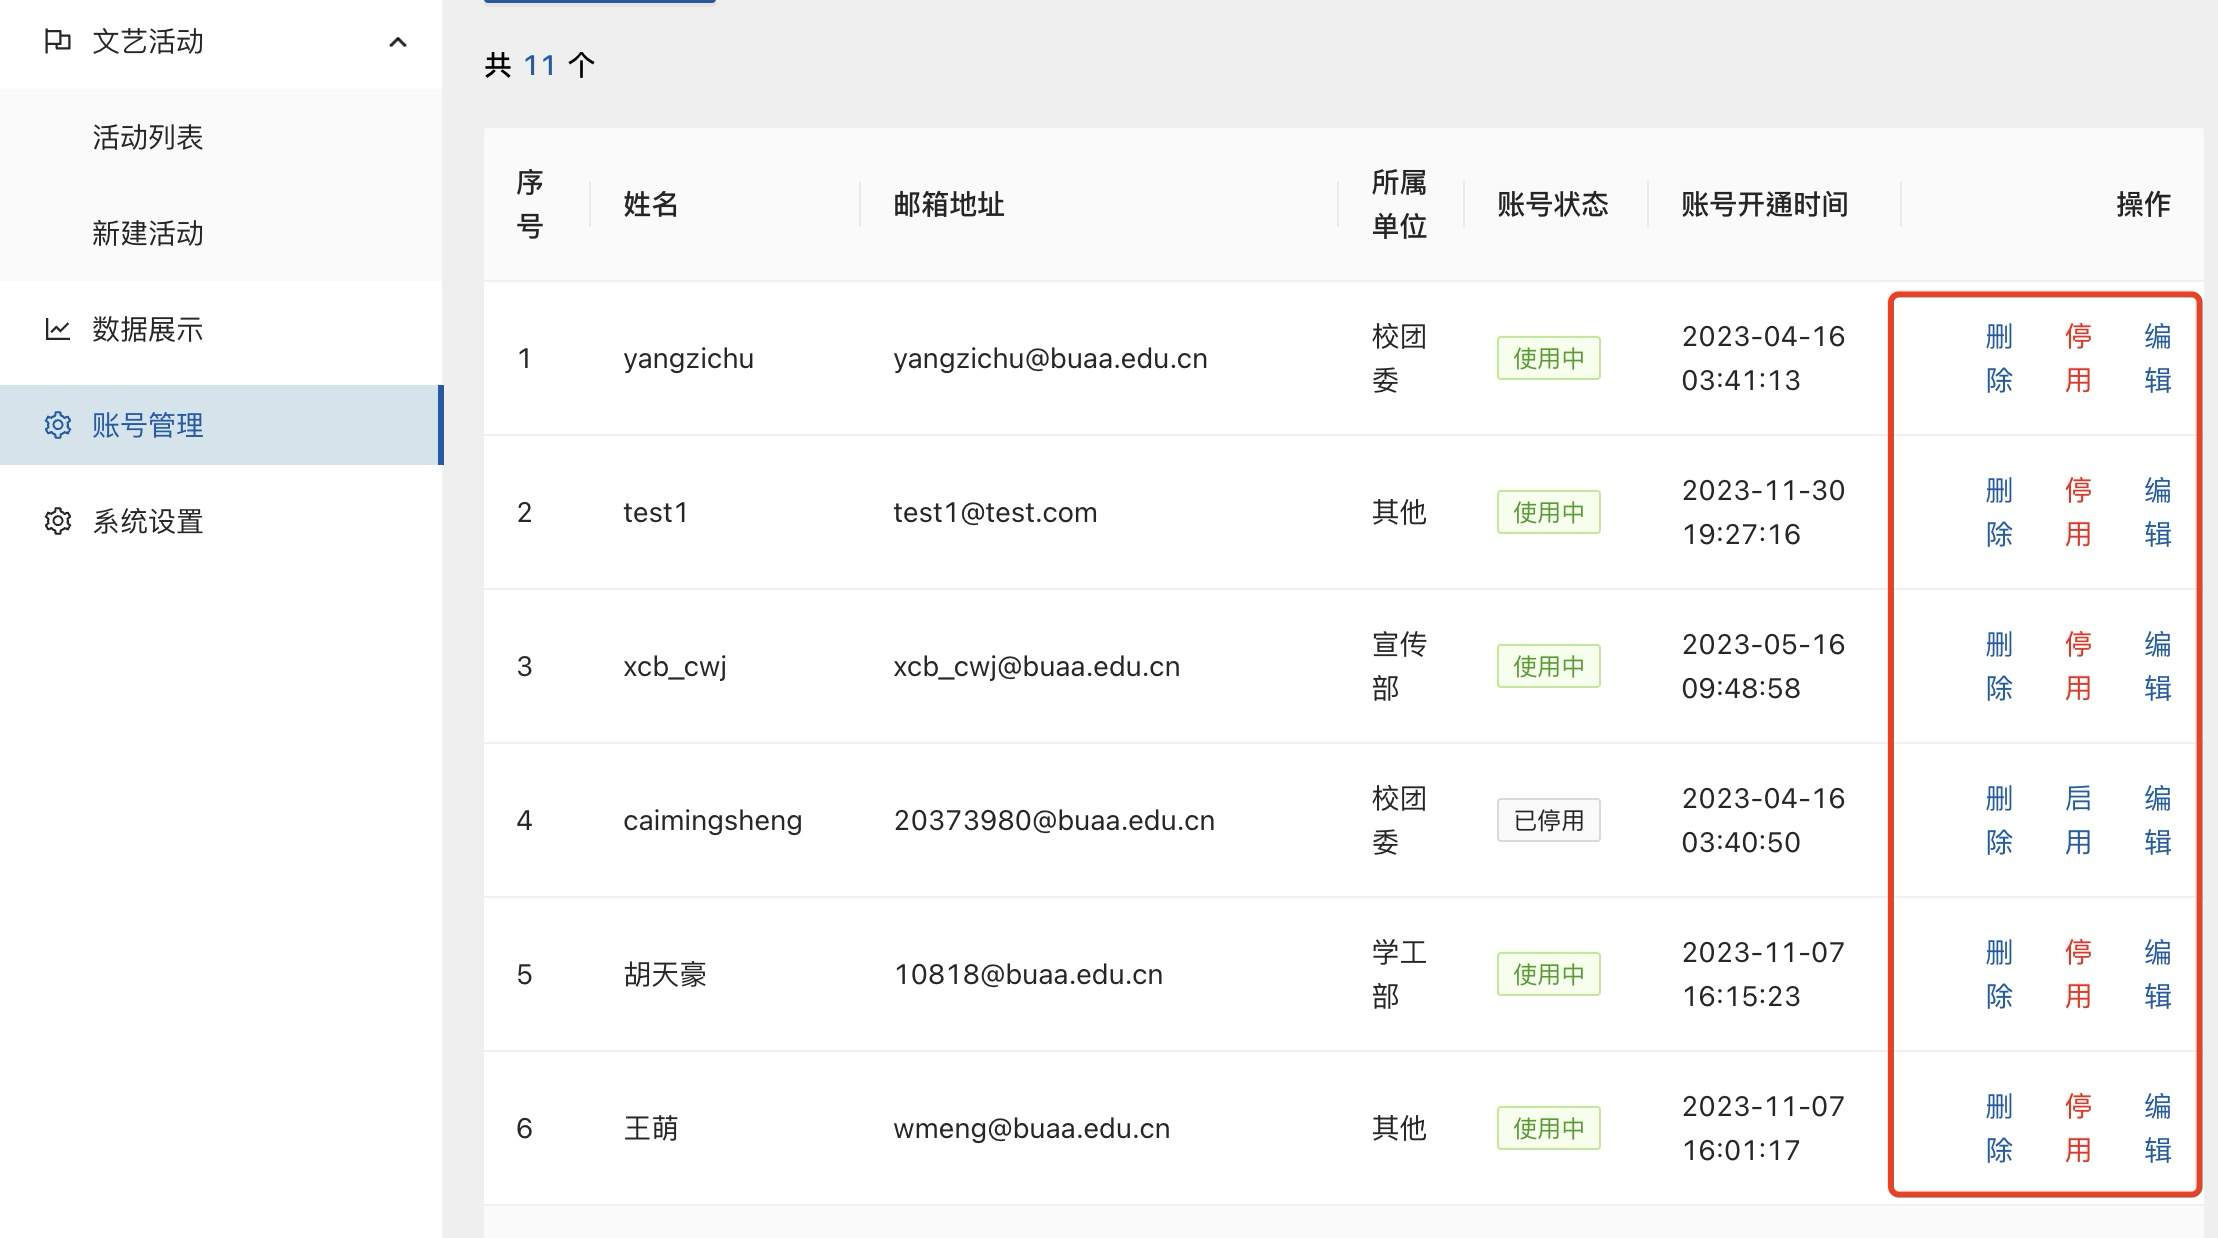 文艺活动
活动列表
新建活动
数据展示
账号管理
系统设置
共 11 个
序
号
姓名
邮箱地址
所属
单位
账号状态
账号开通时间
操作
1
yangzichu
yangzichu@buaa.edu.cn
校团
委
使用中
2023-04-16
03:41:13
删
除
停
用
编
辑
2
test1
test1@test.com
其他
使用中
2023-11-30
19:27:16
删
除
停
用
编
辑
3
xcb_cwj
xcb_cwj@buaa.edu.cn
宣传
部
使用中
2023-05-16
09:48:58
删
除
停
用
编
辑
4
caimingsheng
20373980@buaa.edu.cn
校团
委
已停用
2023-04-16
03:40:50
删
除
启
用
编
辑
5
胡天豪
10818@buaa.edu.cn
学工
部
使用中
2023-11-07
16:15:23
删
除
停
用
编
辑
6
王萌
wmeng@buaa.edu.cn
其他
使用中
2023-11-07
16:01:17
删
除
停
用
编
辑